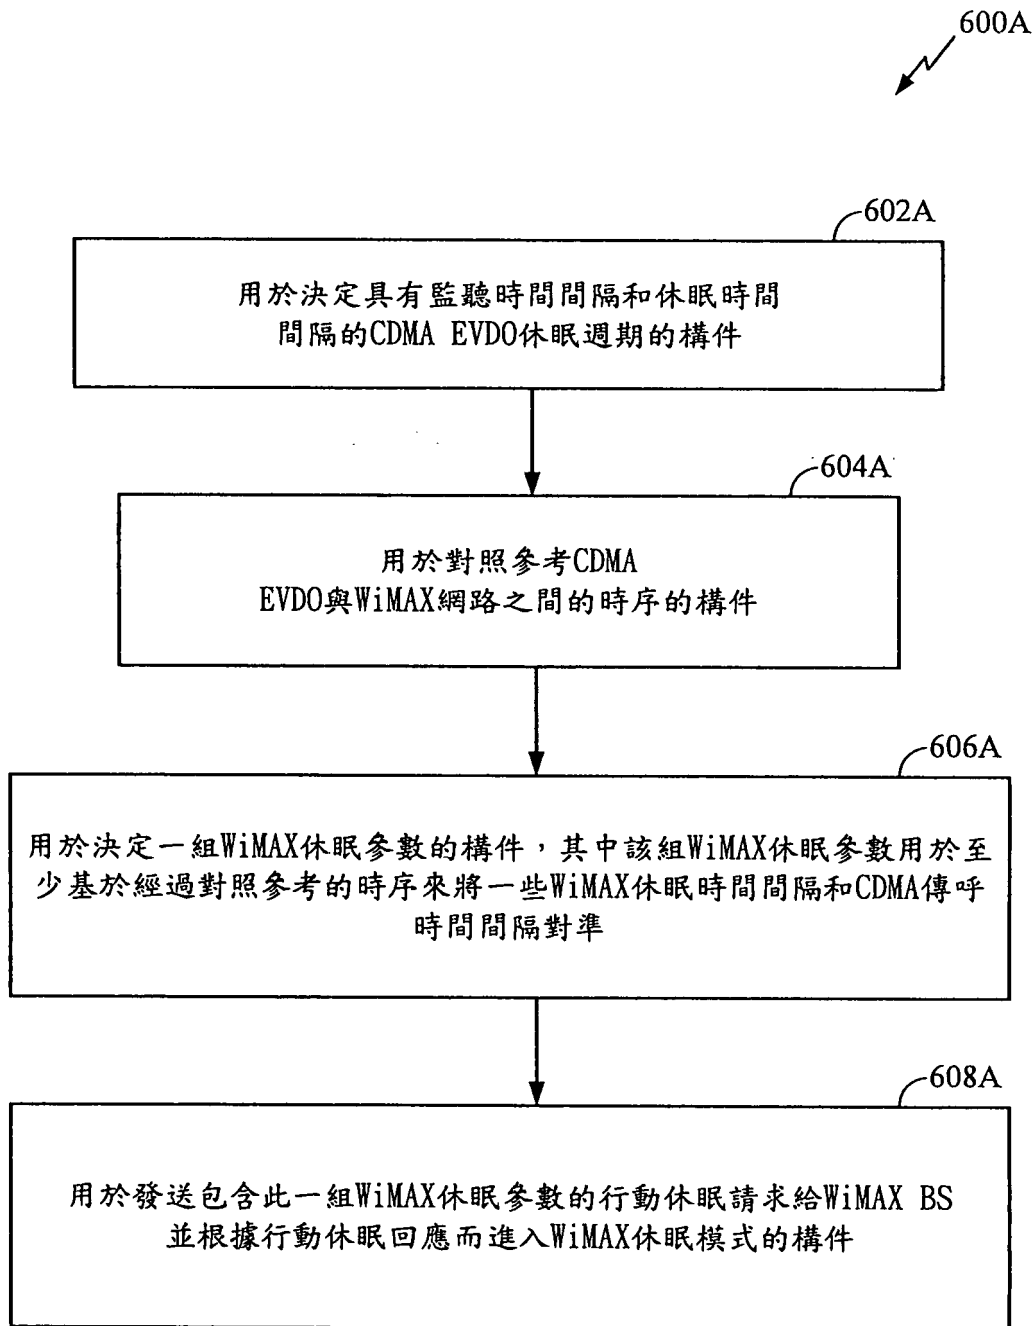 600A
602A
用於決定具有監聽時間間隔和休眠時間
間隔的CDMA EVDO休眠週期的構件
604A
用於對照參考CDMA
EVDO與WiMAX網路之間的時序的構件
606A
用於決定一組WiMAX休眠參數的構件，其中該組WiMAX休眠參數用於至
少基於經過對照參考的時序來將一些WiMAX休眠時間間隔和CDMA傳呼
時間間隔對準
608A
用於發送包含此一組WiMAX休眠參數的行動休眠請求給WiMAX BS
並根據行動休眠回應而進入WiMAX休眠模式的構件